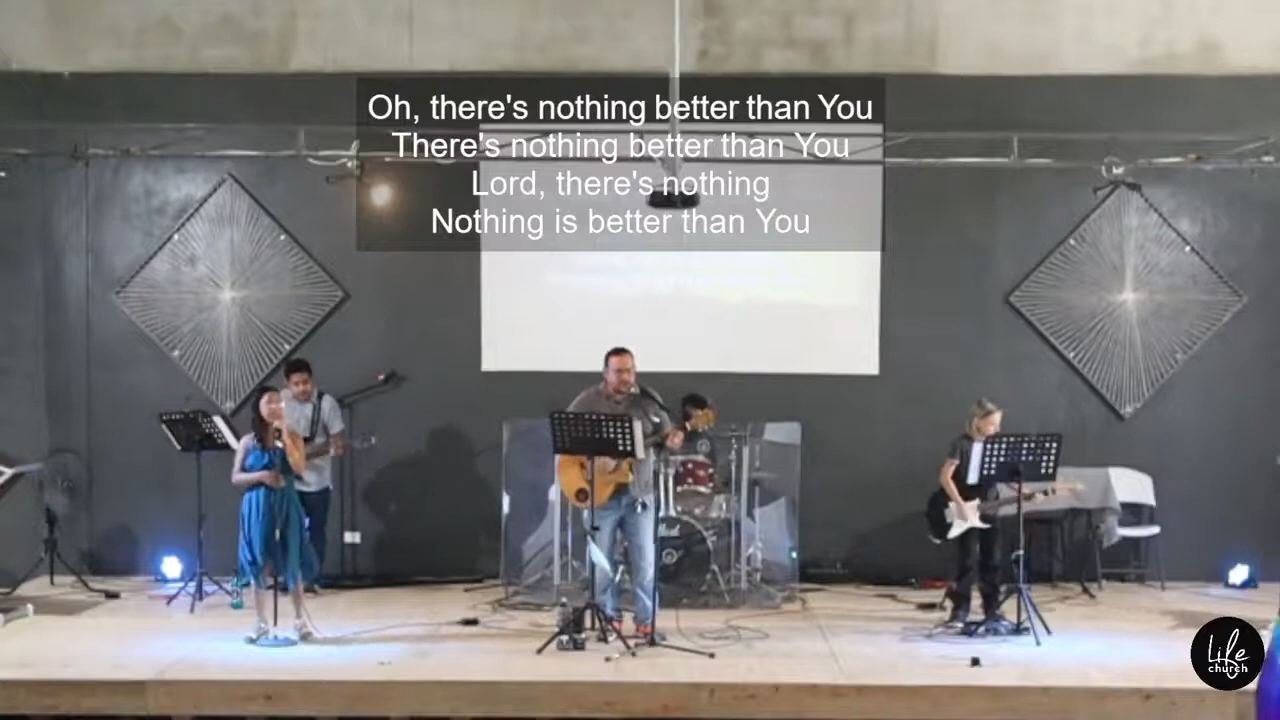 Oh, there's nothing better than You
There's nothing better than You
Lord, there's nothing
Nothing is better than You
Life
church